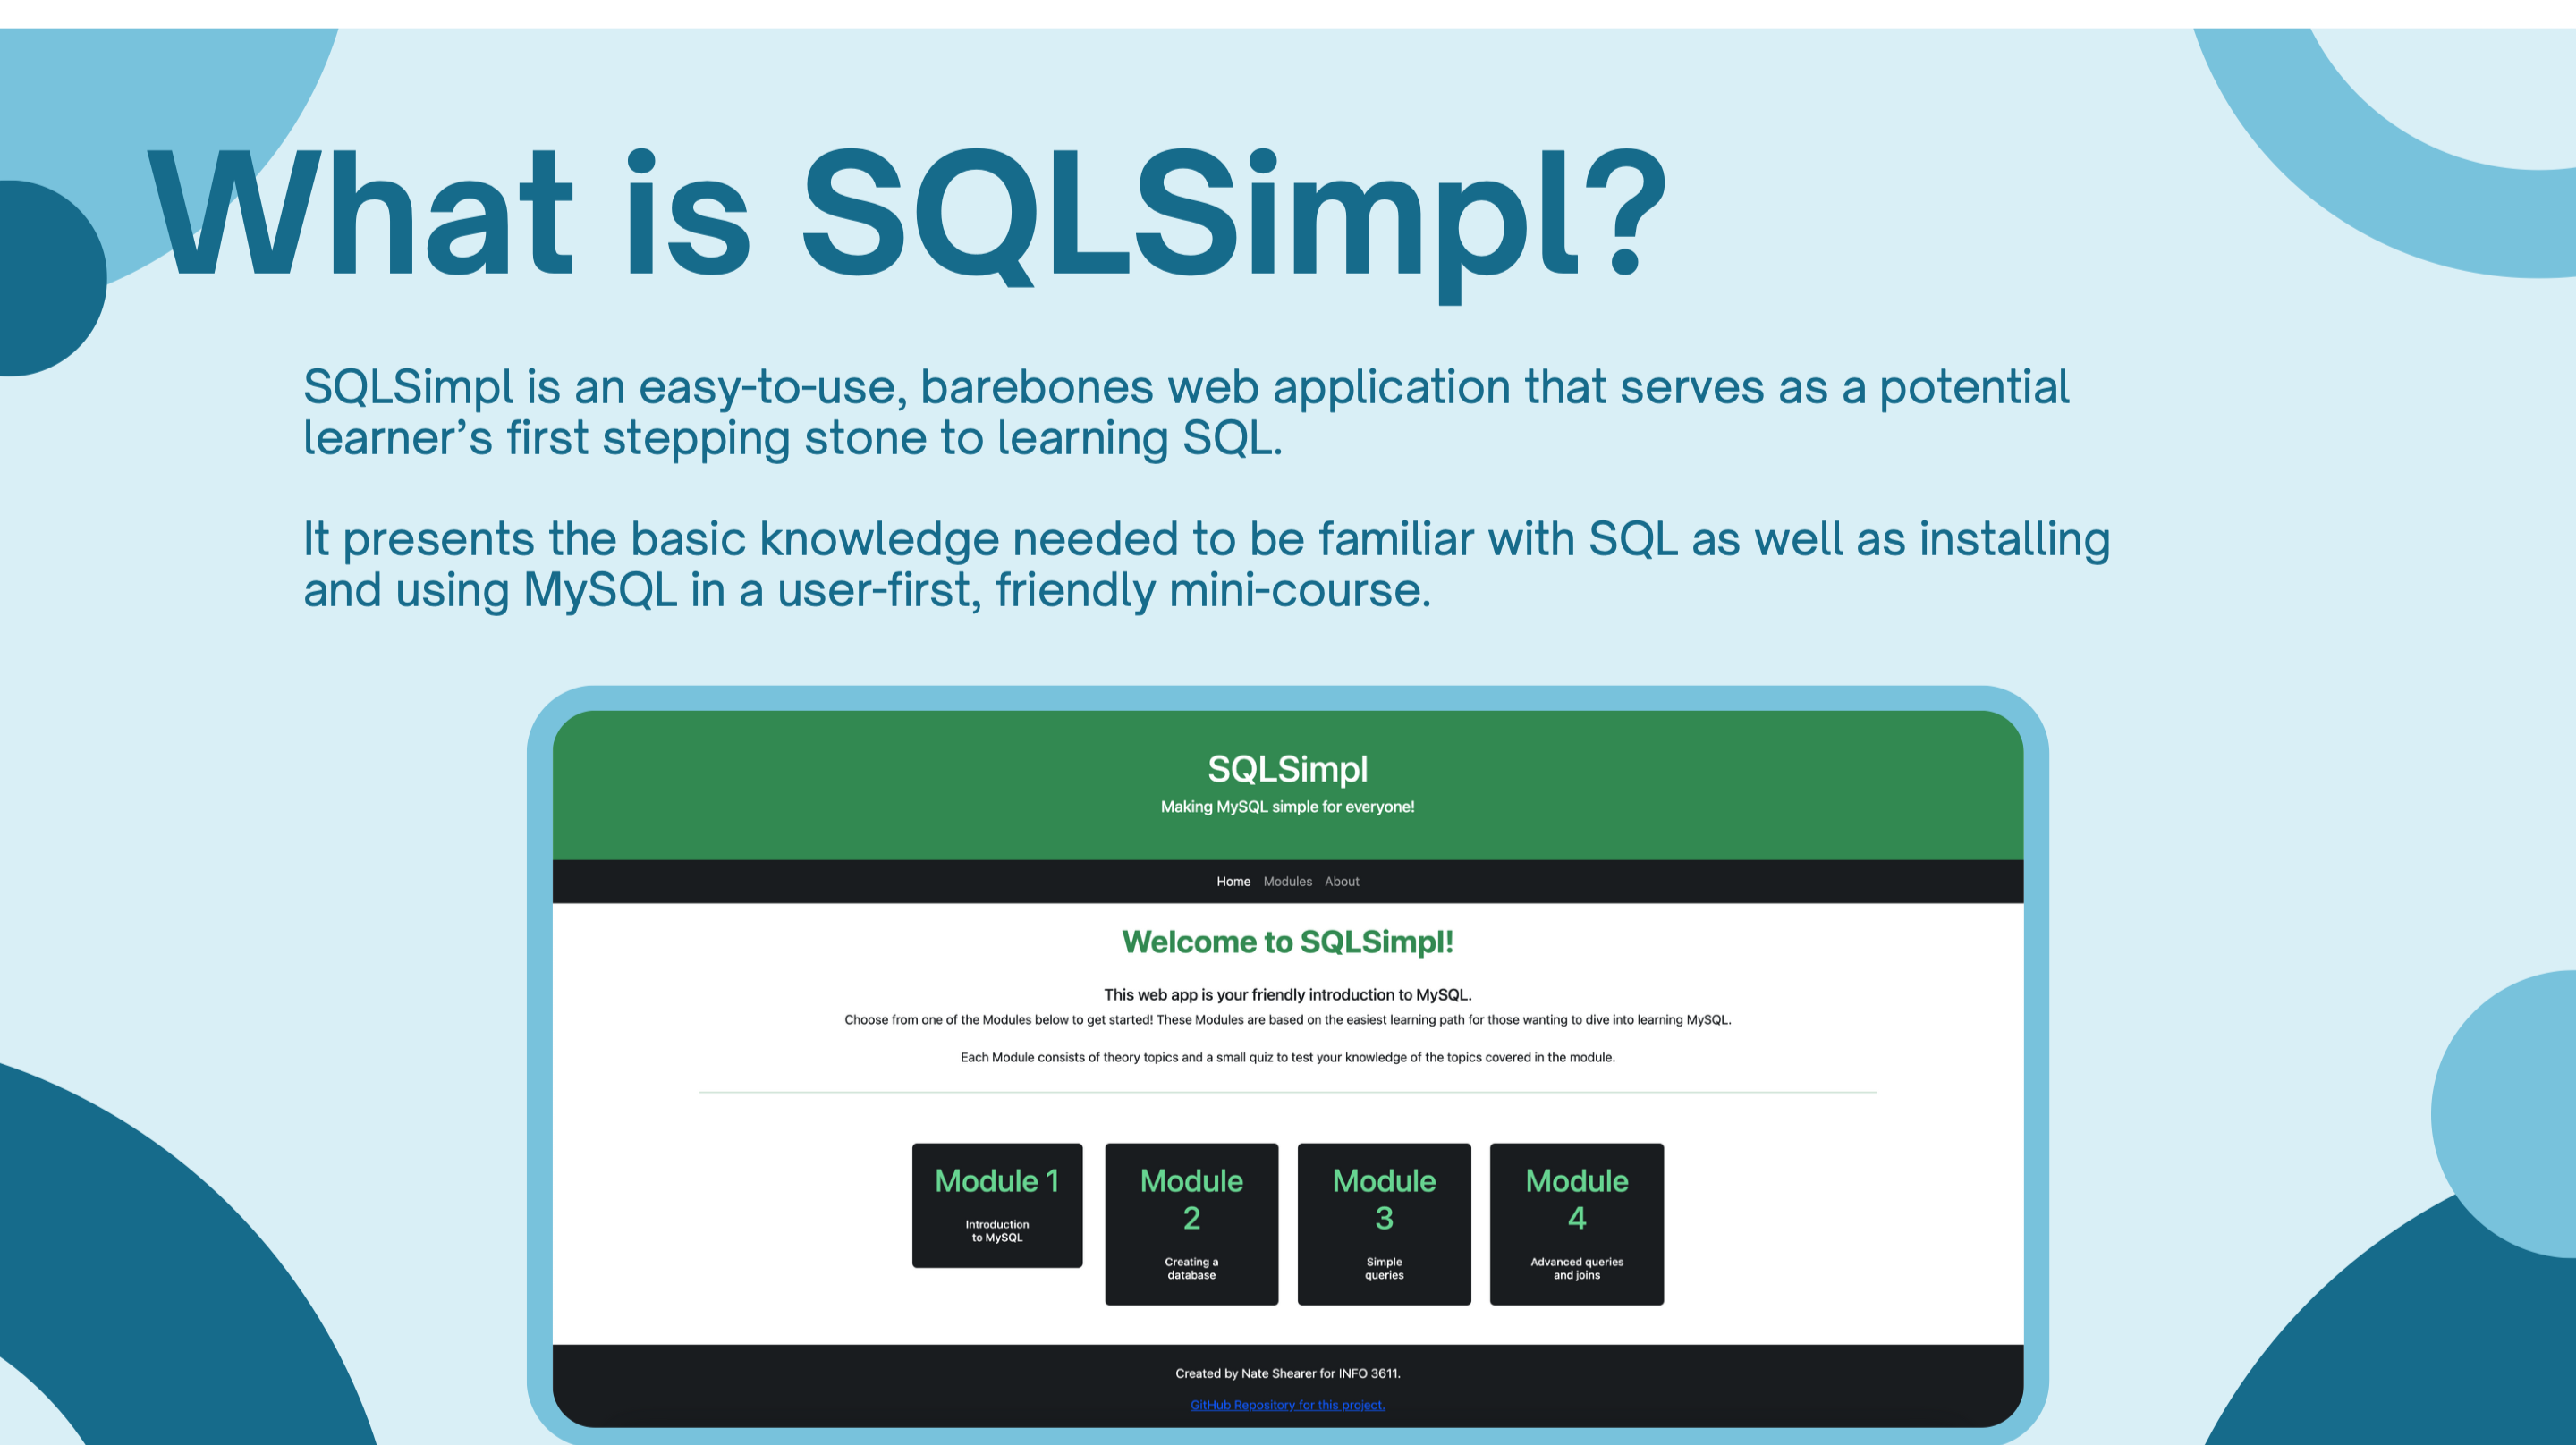 What is SQLSimpl?
SQLSimpl is an easy-to-use, barebones web application that serves as a potential
learner’s first stepping stone to learning SQL.
It presents the basic knowledge needed to be familiar with SQL as well as installing
and using MySQL in a user-first, friendly mini-course.
SQLSimpl
Making MySQL simple for everyone!
Home Modules About
Welcome to SQLSimpl!
This web app is your friendly introduction to MySQL.
Choose from one of the Modules below to get started! These Modules are based on the easiest learning path for those wanting to dive into learning MySQL.
Each Module consists of theory topics and a small quiz to test your knowledge of the topics covered in the module.
Module 1
Introduction
to MySQL
Module
2
Creating a
database
Module
3
Simple
queries
Module
4
Advanced queries
and joins
Created by Nate Shearer for INFO 3611.
GitHub Repository for this project.